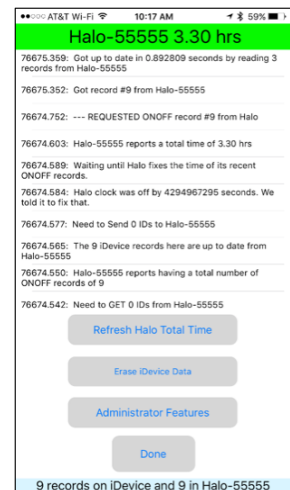 AT&T Wi-Fi 10:17 AM 59%
Halo-55555 3.30 hrs
76675.359: Got up to date in 0.892809 seconds by reading 3
records from Halo-55555
76675.352: Got record #9 from Halo-55555
76674.752: --- REQUESTED ONOFF record #9 from Halo
76674.603: Halo-55555 reports a total time of 3.30 hrs
76674.589: Waiting until Halo fixes the time of its recent
ONOFF records.
76674.584: Halo clock was off by 4294967295 seconds. We
told it to fix that.
76674.577: Need to Send 0 IDs to Halo-55555
76674.565: The 9 iDevice records here are up to date from
Halo-55555
76674.550: Halo-55555 reports having a total number of
ONOFF records of 9
76674.542: Need to GET 0 IDs from Halo-55555
Refresh Halo Total Time
Erase iDevice Data
Administrator Features
Done
9 records on iDevice and 9 in Halo-55555